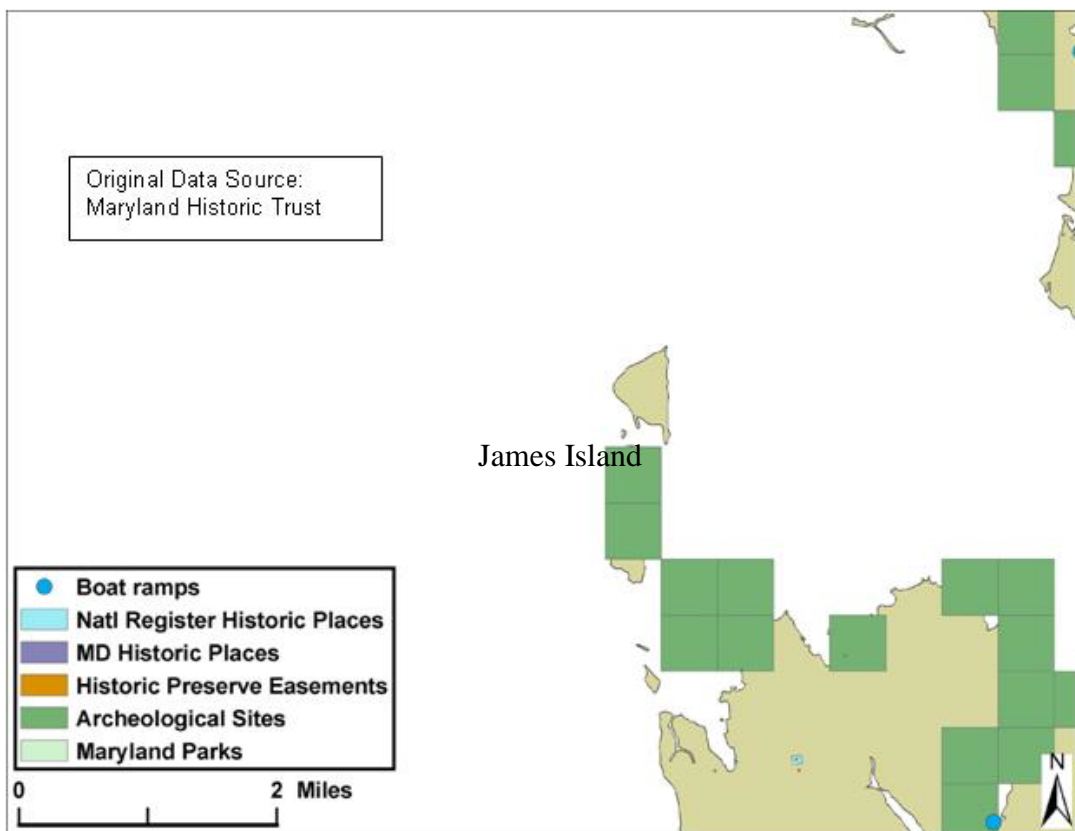 Original Data Source:
Maryland Historic Trust
James Island
Boat ramps
Natl Register Historic Places
MD Historic Places
Historic Preserve Easements
Archeological Sites
Maryland Parks
0 2 Miles
N